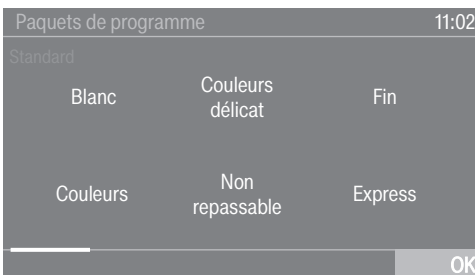 Paquets de programme 11:02
Standard
Blanc
Couleurs
délicat
Fin
Couleurs
Non
repassable
Express
OK